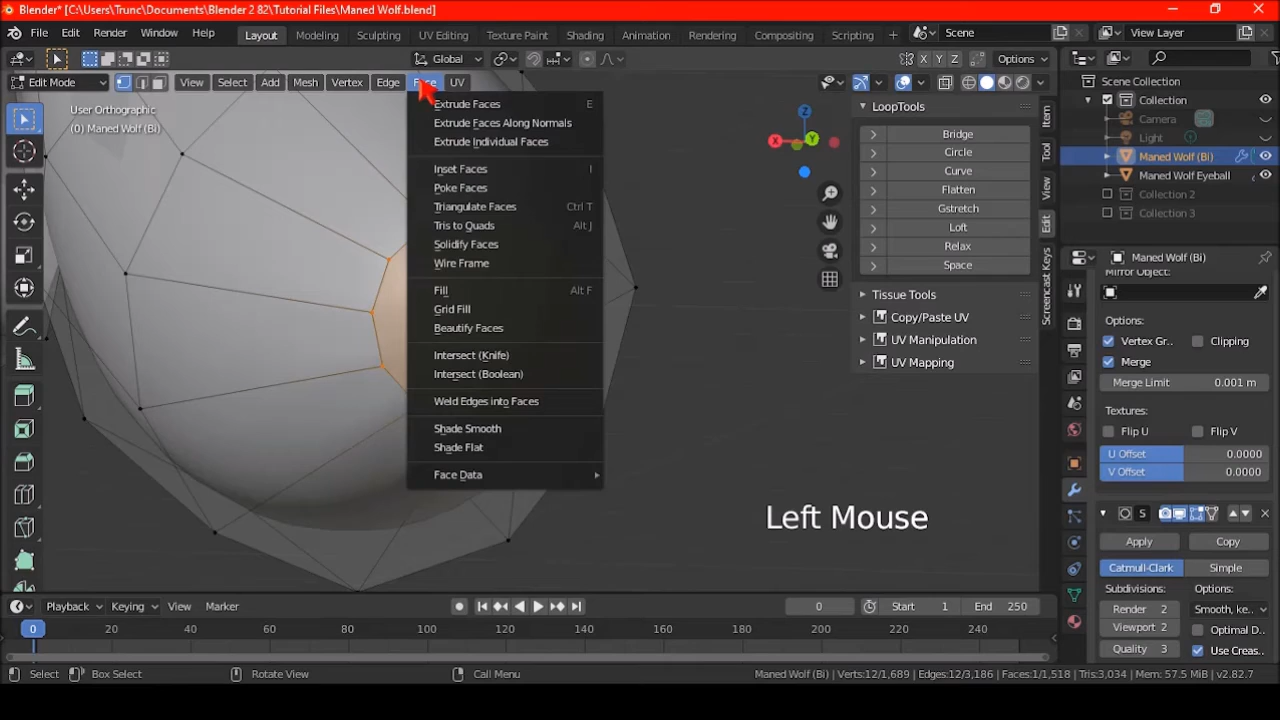 Blender* [C:\Users\Trunc\Documents\Blender 2 82\Tutorial Files\Maned Wolf.blend]
File Edit Render Window Help Layout Modeling Sculpting UV Editing Texture Paint Shading Animation Rendering Compositing Scripting Scene View Layer
Global X Y Z Options
Edit Mode View Select Add Mesh Vertex Edge Face UV
User Orthographic
(0) Maned Wolf (Bi)
Extrude Faces E
Extrude Faces Along Normals
Extrude Individual Faces
Inset Faces I
Poke Faces
Triangulate Faces Ctrl T
Tris to Quads Alt J
Solidify Faces
Wire Frame
Fill Alt F
Grid Fill
Beautify Faces
Intersect (Knife)
Intersect (Boolean)
Weld Edges into Faces
Shade Smooth
Shade Flat
Face Data
Z
X
Y
LoopTools
Bridge
Circle
Curve
Flatten
Gstretch
Loft
Relax
Space
Tissue Tools
Copy/Paste UV
UV Manipulation
UV Mapping
Item
Tool
View
Edit
Screencast Keys
Scene Collection
Collection
Camera
Light
Maned Wolf (Bi)
Maned Wolf Eyeball
Collection 2
Collection 3
Maned Wolf (Bi)
Mirror Object:
Options:
Vertex Gr.. Clipping
Merge
Merge Limit 0.001 m
Textures:
Flip U Flip V
U Offset 0.0000
V Offset 0.0000
S
Apply Copy
Catmull-Clark Simple
Subdivisions: Options:
Render 2 Smooth, ke..
Viewport 2 Optimal D..
Quality 3 Use Creas..
Left Mouse
Playback Keying View Marker 0 Start 1 End 250
0 20 40 60 80 100 120 140 160 180 200 220 240
Select Box Select Rotate View Call Menu Maned Wolf (Bi) | Verts:12/1,689 | Edges:12/3,186 | Faces:1/1,518 | Tris:3,034 | Mem: 57.5 MiB | v2.82.7